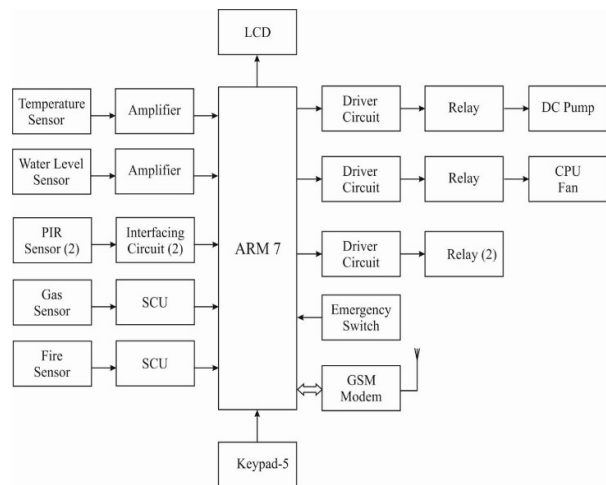 LCD
Temperature
Sensor
Amplifier
Driver
Circuit
Relay
DC Pump
Water Level
Sensor
Amplifier
Driver
Circuit
Relay
CPU
Fan
PIR
Sensor (2)
Interfacing
Circuit (2)
ARM 7
Driver
Circuit
Relay (2)
Gas
Sensor
SCU
Emergency
Switch
Fire
Sensor
SCU
GSM
Modem
Keypad-5